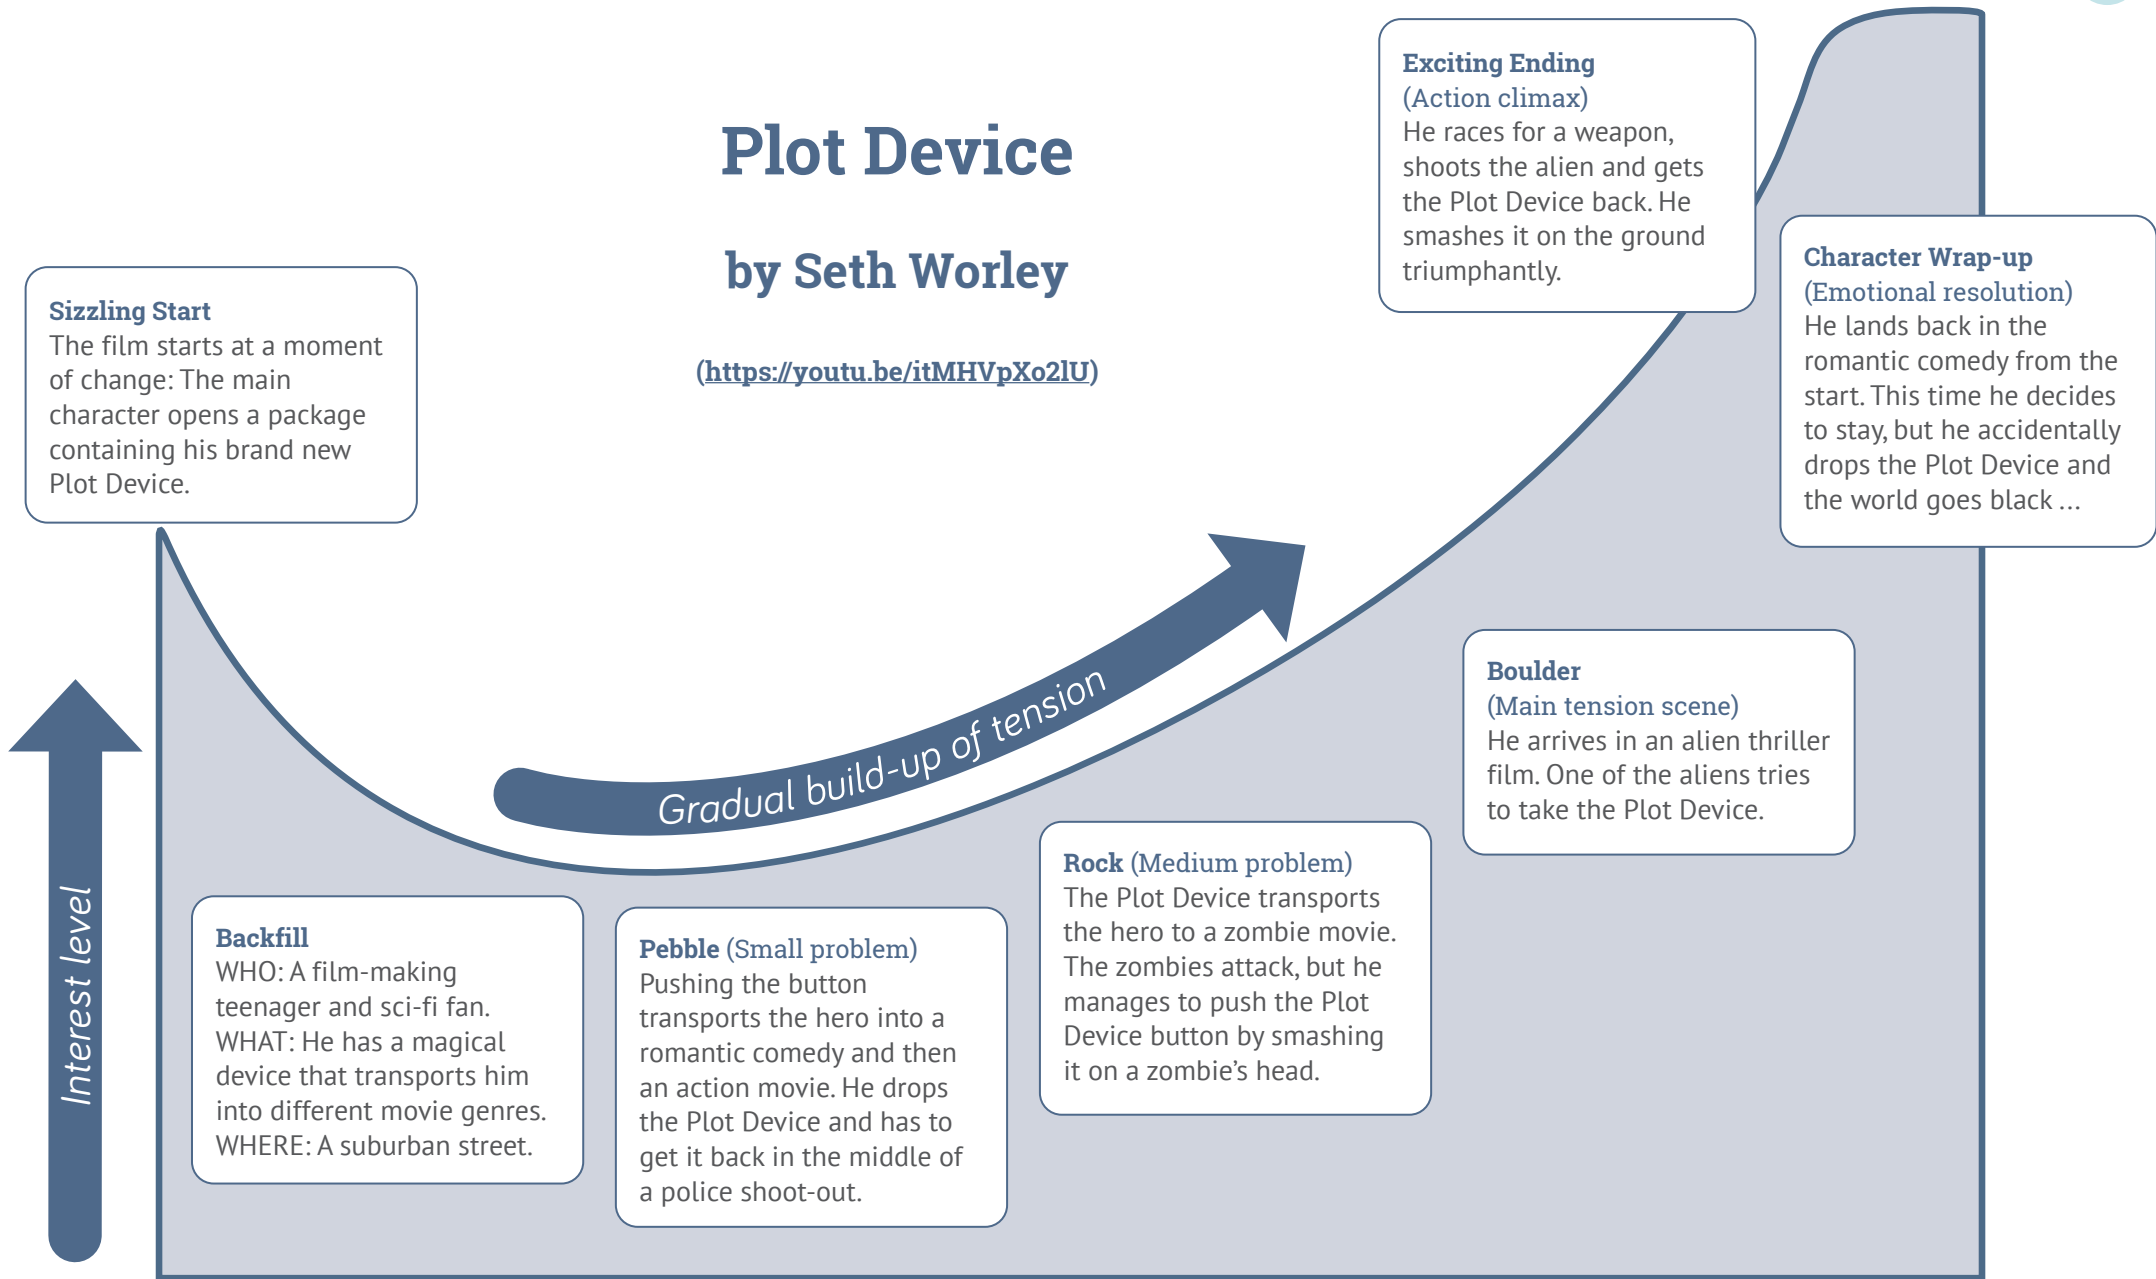 Plot Device
by Seth Worley
(https://youtu.be/itMHVpXo2lU)
Sizzling Start
The film starts at a moment
of change: The main
character opens a package
containing his brand new
Plot Device.
Interest level
Backfill
WHO: A film-making
teenager and sci-fi fan.
WHAT: He has a magical
device that transports him
into different movie genres.
WHERE: A suburban street.
Gradual build-up of tension
Pebble (Small problem)
Pushing the button
transports the hero into a
romantic comedy and then
an action movie. He drops
the Plot Device and has to
get it back in the middle of
a police shoot-out.
Rock (Medium problem)
The Plot Device transports
the hero to a zombie movie.
The zombies attack, but he
manages to push the Plot
Device button by smashing
it on a zombie’s head.
Boulder
(Main tension scene)
He arrives in an alien thriller
film. One of the aliens tries
to take the Plot Device.
Exciting Ending
(Action climax)
He races for a weapon,
shoots the alien and gets
the Plot Device back. He
smashes it on the ground
triumphantly.
Character Wrap-up
(Emotional resolution)
He lands back in the
romantic comedy from the
start. This time he decides
to stay, but he accidentally
drops the Plot Device and
the world goes black ...